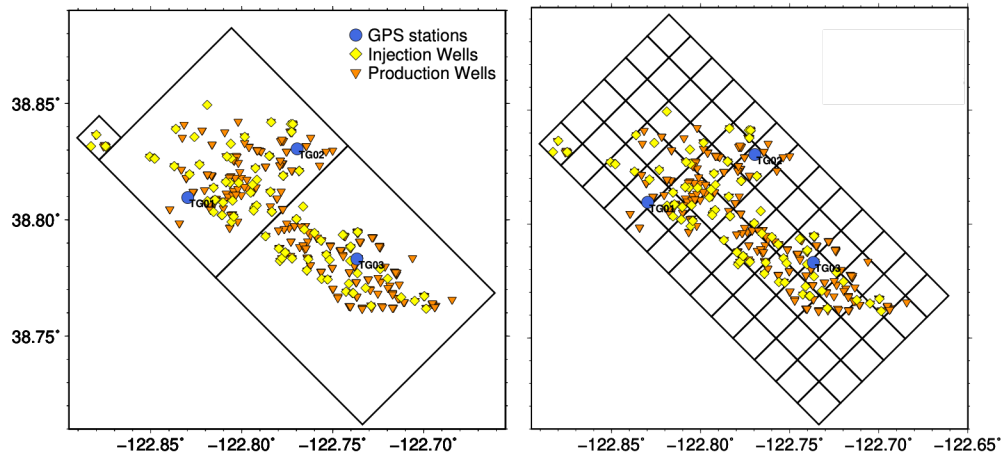 GPS stations
Injection Wells
Production Wells
38.85°
38.80°
38.75°
TG02
TG01
TG03
TG02
TG01
TG03
−122.85° −122.80° −122.75° −122.70°
−122.85° −122.80° −122.75° −122.70° −122.65°